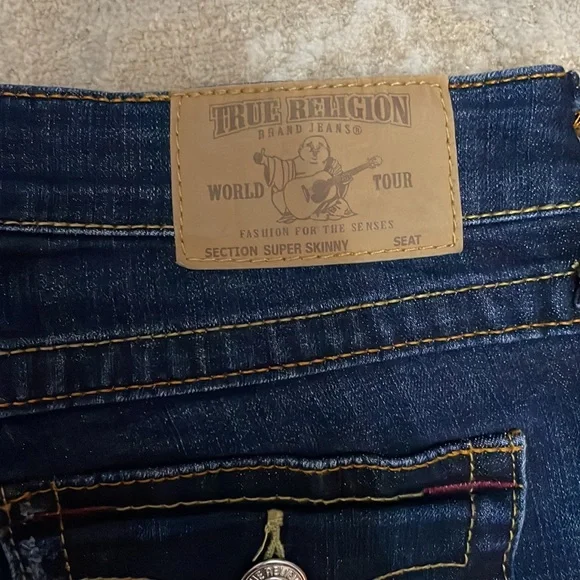 TRUE RELIGION
BRAND JEANS®
WORLD TOUR
FASHION FOR THE SENSES
SECTION SUPER SKINNY SEAT